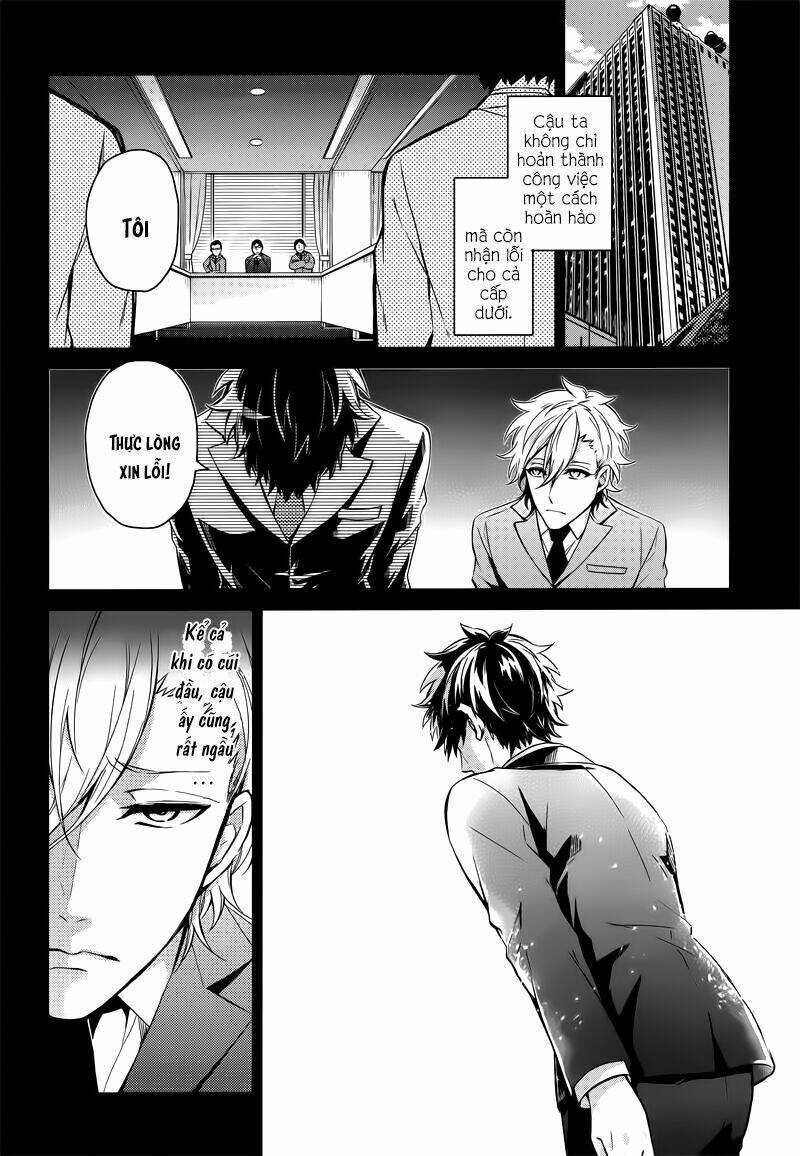 Cậu ta
không chỉ
hoàn thành
công việc
một cách
hoàn hảo
mà còn
nhận lỗi
cho cả
cấp
dưới.
Tôi
THỰC LÒNG
XIN LỖI!
Kể cả
khi có cúi
đầu, cậu
ấy cũng
rất ngầu
...